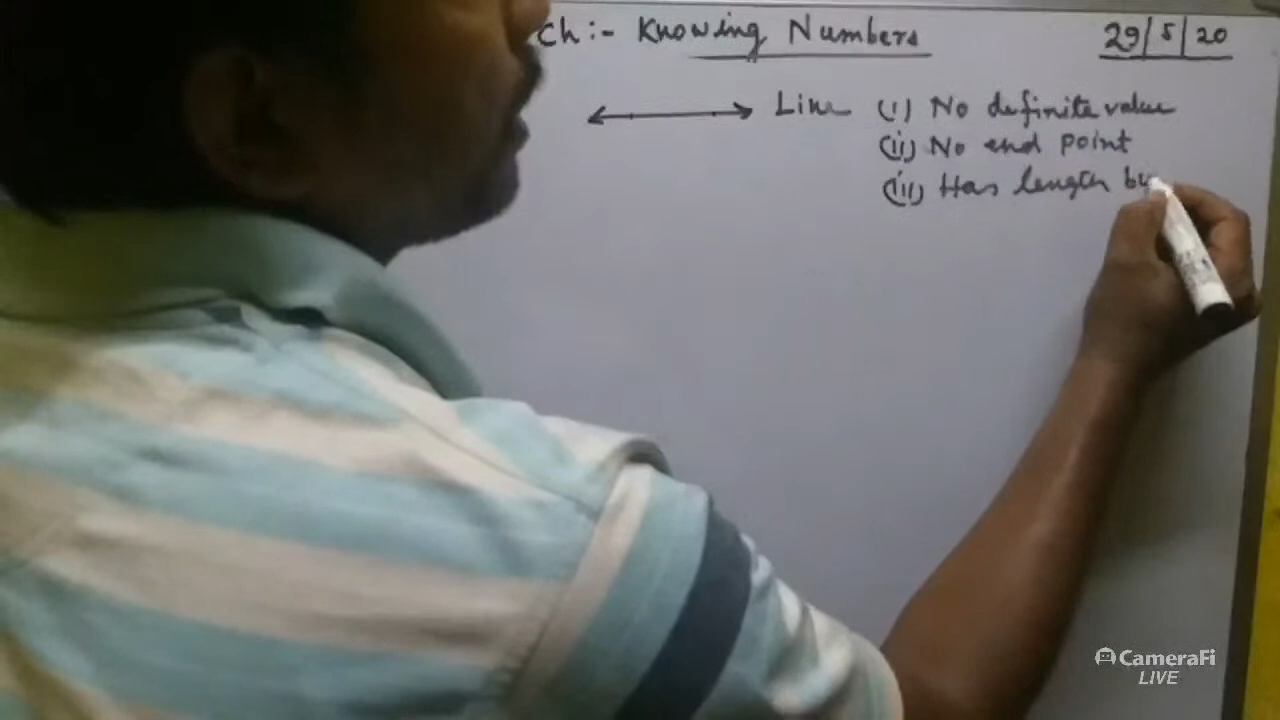 Ch:- Knowing Numbers
29/5/20
Line (i) No definite value
(ii) No end point
(iii) Has length bu
CameraFi
LIVE